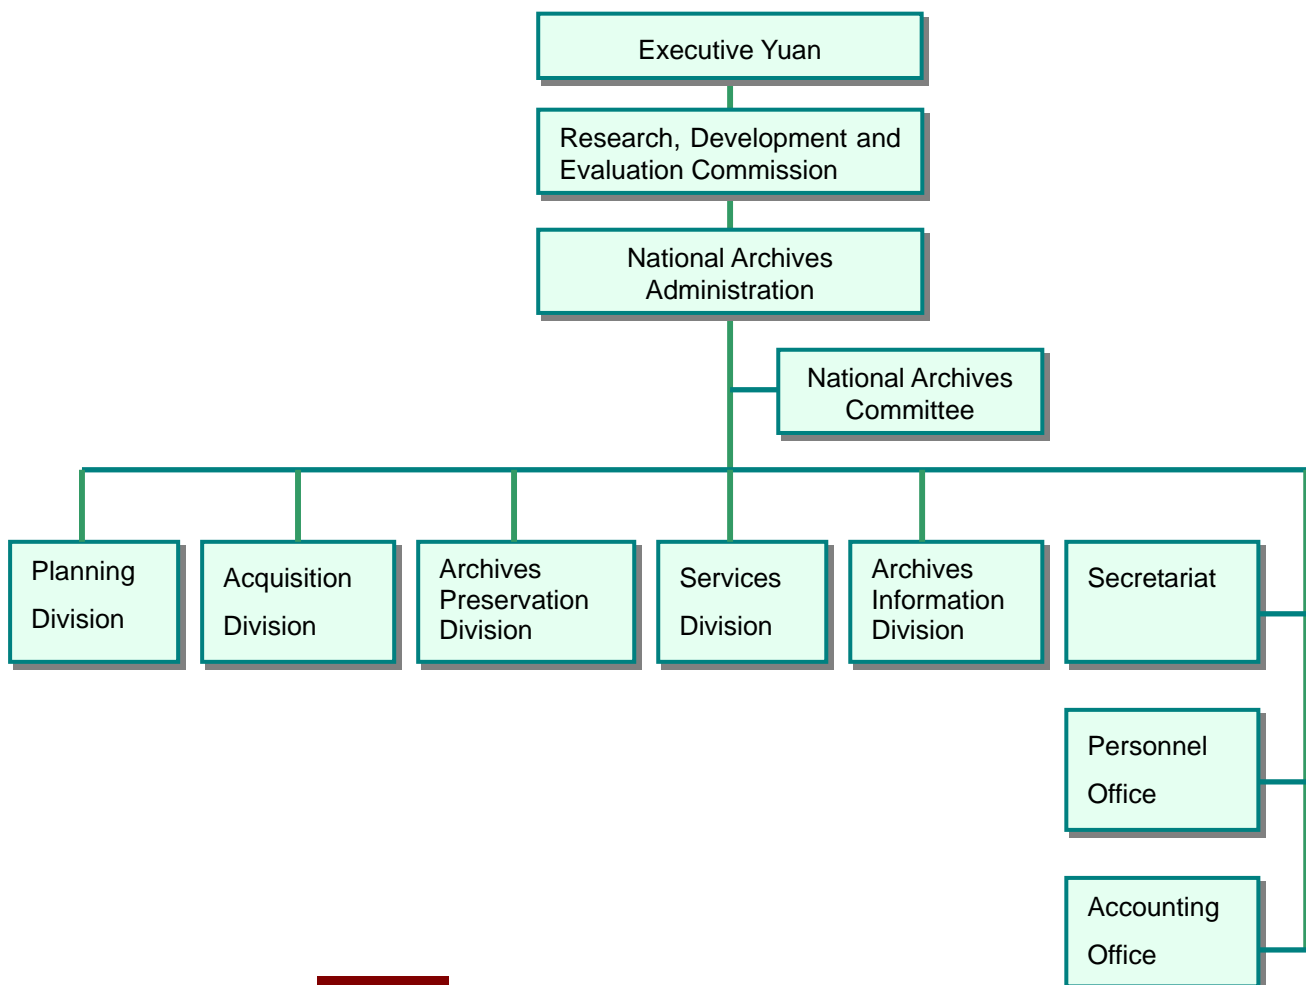 Executive Yuan
Research, Development and
Evaluation Commission
National Archives
Administration
National Archives
Committee
Planning
Division
Acquisition
Division
Archives
Preservation
Division
Services
Division
Archives
Information
Division
Secretariat
Personnel
Office
Accounting
Office